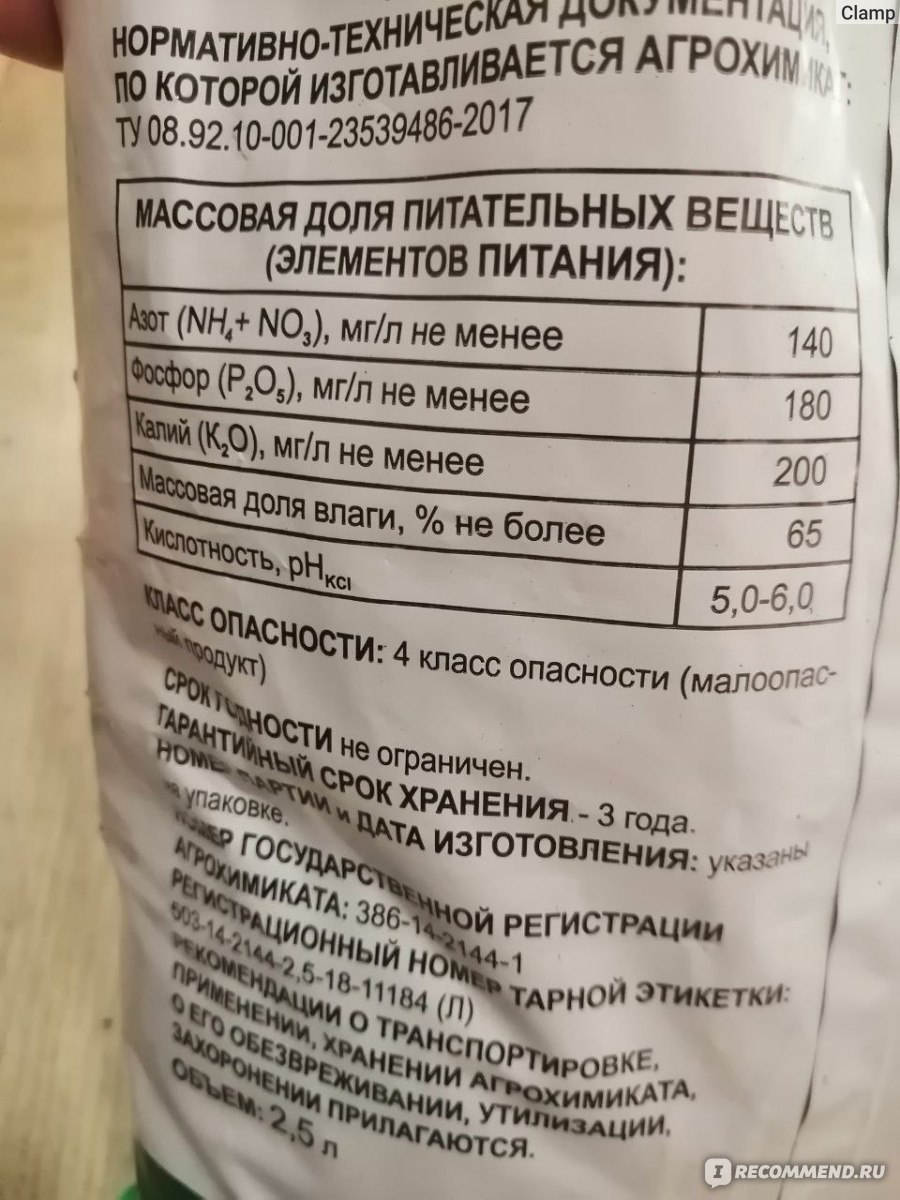 Clamp
НОРМАТИВНО-ТЕХНИЧЕСКАЯ ДОКУМЕНТАЦИЯ,
ПО КОТОРОЙ ИЗГОТАВЛИВАЕТСЯ АГРОХИМИКАТ:
ТУ 08.92.10-001-23539486-2017
МАССОВАЯ ДОЛЯ ПИТАТЕЛЬНЫХ ВЕЩЕСТВ
(ЭЛЕМЕНТОВ ПИТАНИЯ):
Азот (NH₄+ NO₃), мг/л не менее 140
Фосфор (P₂O₅), мг/л не менее 180
Калий (K₂O), мг/л не менее 200
Массовая доля влаги, % не более 65
Кислотность, pHKCl 5,0-6,0
КЛАСС ОПАСНОСТИ: 4 класс опасности (малоопас-
ный продукт)
СРОК ГОДНОСТИ не ограничен.
ГАРАНТИЙНЫЙ СРОК ХРАНЕНИЯ - 3 года.
НОМЕР ПАРТИИ и ДАТА ИЗГОТОВЛЕНИЯ: указаны
на упаковке.
НОМЕР ГОСУДАРСТВЕННОЙ РЕГИСТРАЦИИ
АГРОХИМИКАТА: 386-14-2144-1
РЕГИСТРАЦИОННЫЙ НОМЕР ТАРНОЙ ЭТИКЕТКИ:
503-14-2144-2,5-18-11184 (Л)
РЕКОМЕНДАЦИИ О ТРАНСПОРТИРОВКЕ,
ПРИМЕНЕНИИ, ХРАНЕНИИ АГРОХИМИКАТА,
О ЕГО ОБЕЗВРЕЖИВАНИИ, УТИЛИЗАЦИИ,
ЗАХОРОНЕНИИ ПРИЛАГАЮТСЯ.
ОБЪЕМ: 2,5 л
I RECOMMEND.RU